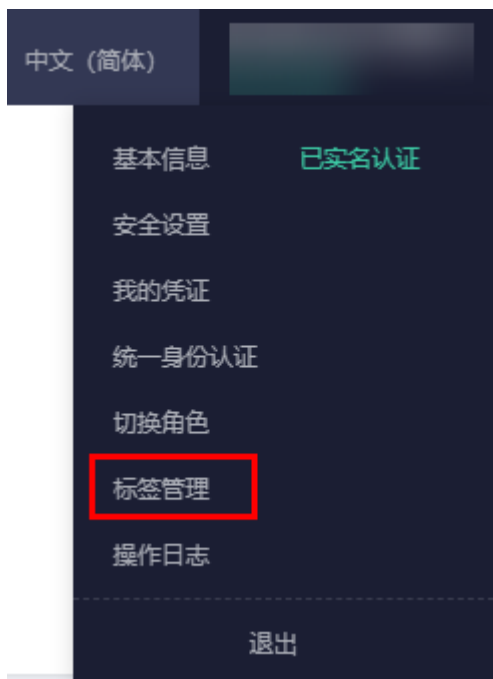 中文 (简体)
基本信息 已实名认证
安全设置
我的凭证
统一身份认证
切换角色
标签管理
操作日志
退出